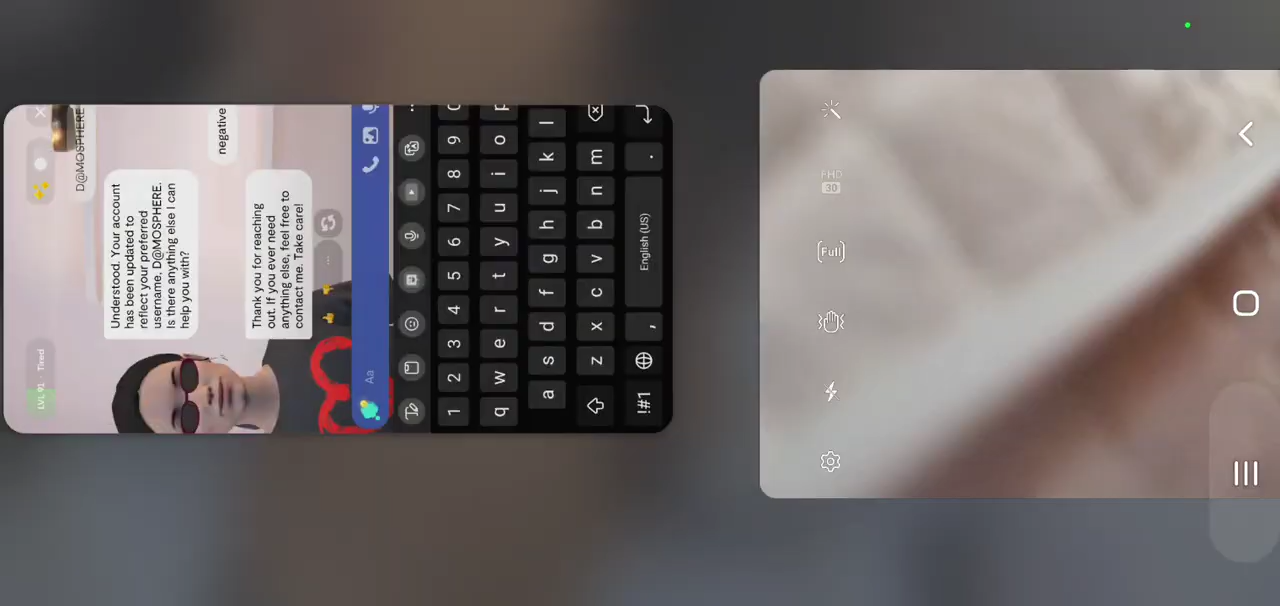 LVL 91 · Tired
D@MOSPHERE
Understood. Your account
has been updated to
reflect your preferred
username, D@MOSPHERE.
Is there anything else I can
help you with?
negative
Thank you for reaching
out. If you ever need
anything else, feel free to
contact me. Take care!
Aa
1 2 3 4 5 6 7 8 9 0
q w e r t y u i o p
a s d f g h j k l
z x c v b n m
!#1 , English (US) .
FHD
30
Full